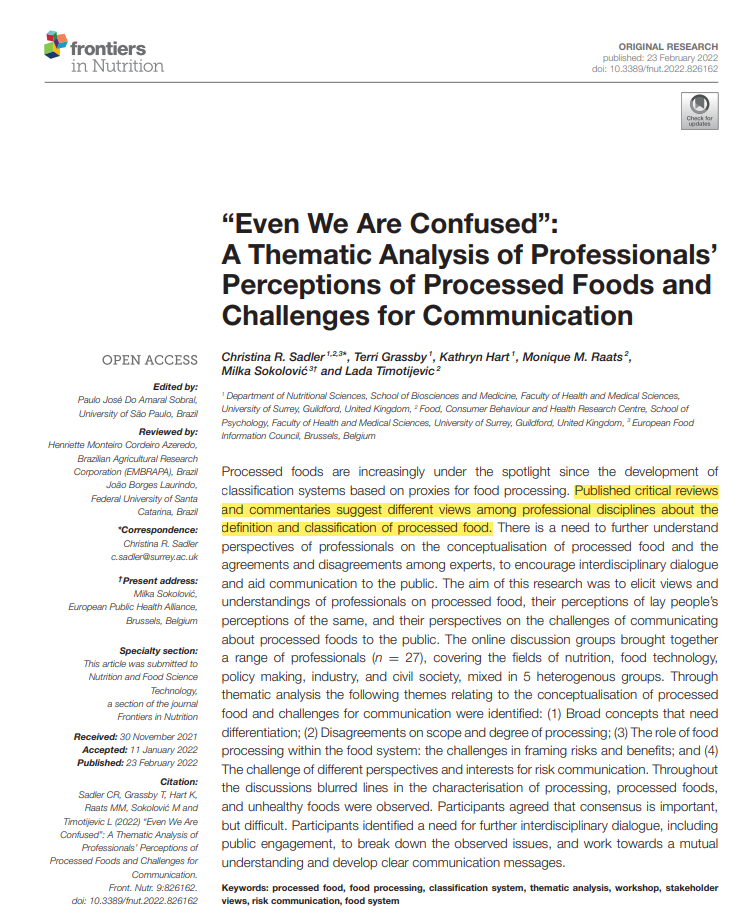 frontiers
in Nutrition
ORIGINAL RESEARCH
published: 23 February 2022
doi: 10.3389/fnut.2022.826162
Check for
updates
“Even We Are Confused”:
A Thematic Analysis of Professionals’
Perceptions of Processed Foods and
Challenges for Communication
OPEN ACCESS
Edited by:
Paulo José Do Amaral Sobral,
University of São Paulo, Brazil
Reviewed by:
Henriette Monteiro Cordeiro Azeredo,
Brazilian Agricultural Research
Corporation (EMBRAPA), Brazil
João Borges Laurindo,
Federal University of Santa
Catarina, Brazil
*Correspondence:
Christina R. Sadler
c.sadler@surrey.ac.uk
†Present address:
Milka Sokolović,
European Public Health Alliance,
Brussels, Belgium
Specialty section:
This article was submitted to
Nutrition and Food Science
Technology,
a section of the journal
Frontiers in Nutrition
Received: 30 November 2021
Accepted: 11 January 2022
Published: 23 February 2022
Citation:
Sadler CR, Grassby T, Hart K,
Raats MM, Sokolović M and
Timotijevic L (2022) “Even We Are
Confused”: A Thematic Analysis of
Professionals’ Perceptions of
Processed Foods and Challenges for
Communication.
Front. Nutr. 9:826162.
doi: 10.3389/fnut.2022.826162
Christina R. Sadler 1,2,3*, Terri Grassby 1, Kathryn Hart 1, Monique M. Raats 2,
Milka Sokolović 3† and Lada Timotijevic 2
1 Department of Nutritional Sciences, School of Biosciences and Medicine, Faculty of Health and Medical Sciences,
University of Surrey, Guildford, United Kingdom, 2 Food, Consumer Behaviour and Health Research Centre, School of
Psychology, Faculty of Health and Medical Sciences, University of Surrey, Guildford, United Kingdom, 3 European Food
Information Council, Brussels, Belgium
Processed foods are increasingly under the spotlight since the development of
classification systems based on proxies for food processing. Published critical reviews
and commentaries suggest different views among professional disciplines about the
definition and classification of processed food. There is a need to further understand
perspectives of professionals on the conceptualisation of processed food and the
agreements and disagreements among experts, to encourage interdisciplinary dialogue
and aid communication to the public. The aim of this research was to elicit views and
understandings of professionals on processed food, their perceptions of lay people’s
perceptions of the same, and their perspectives on the challenges of communicating
about processed foods to the public. The online discussion groups brought together
a range of professionals (n = 27), covering the fields of nutrition, food technology,
policy making, industry, and civil society, mixed in 5 heterogenous groups. Through
thematic analysis the following themes relating to the conceptualisation of processed
food and challenges for communication were identified: (1) Broad concepts that need
differentiation; (2) Disagreements on scope and degree of processing; (3) The role of food
processing within the food system: the challenges in framing risks and benefits; and (4)
The challenge of different perspectives and interests for risk communication. Throughout
the discussions blurred lines in the characterisation of processing, processed foods,
and unhealthy foods were observed. Participants agreed that consensus is important,
but difficult. Participants identified a need for further interdisciplinary dialogue, including
public engagement, to break down the observed issues, and work towards a mutual
understanding and develop clear communication messages.
Keywords: processed food, food processing, classification system, thematic analysis, workshop, stakeholder
views, risk communication, food system